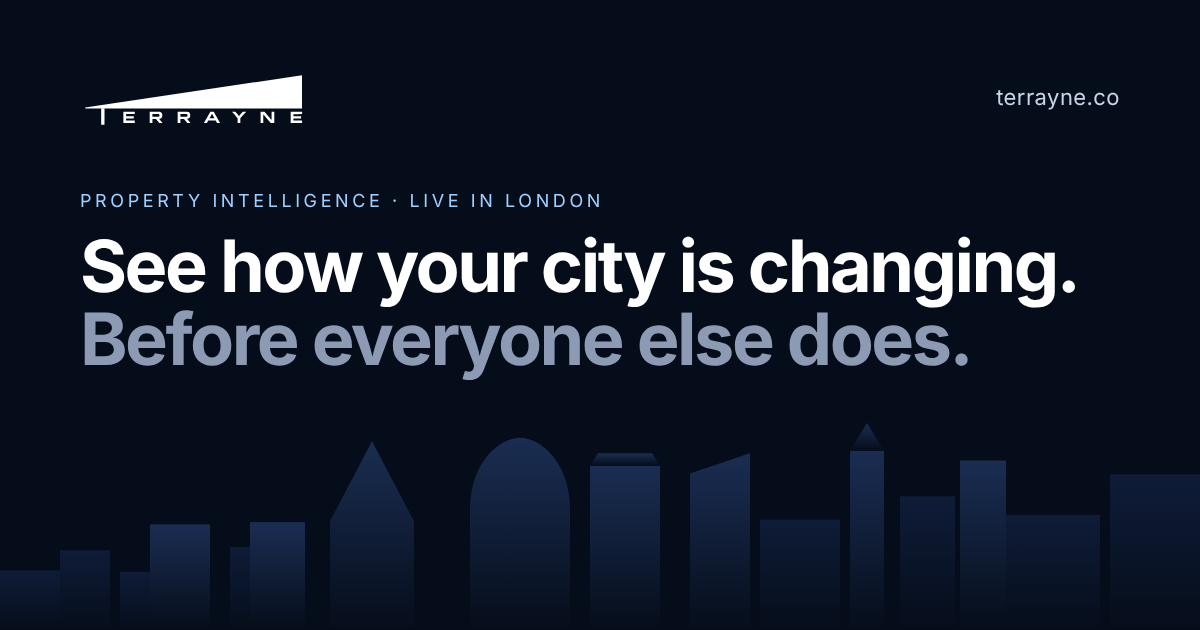 TERRAYNE
terrayne.co
PROPERTY INTELLIGENCE · LIVE IN LONDON
See how your city is changing.
Before everyone else does.